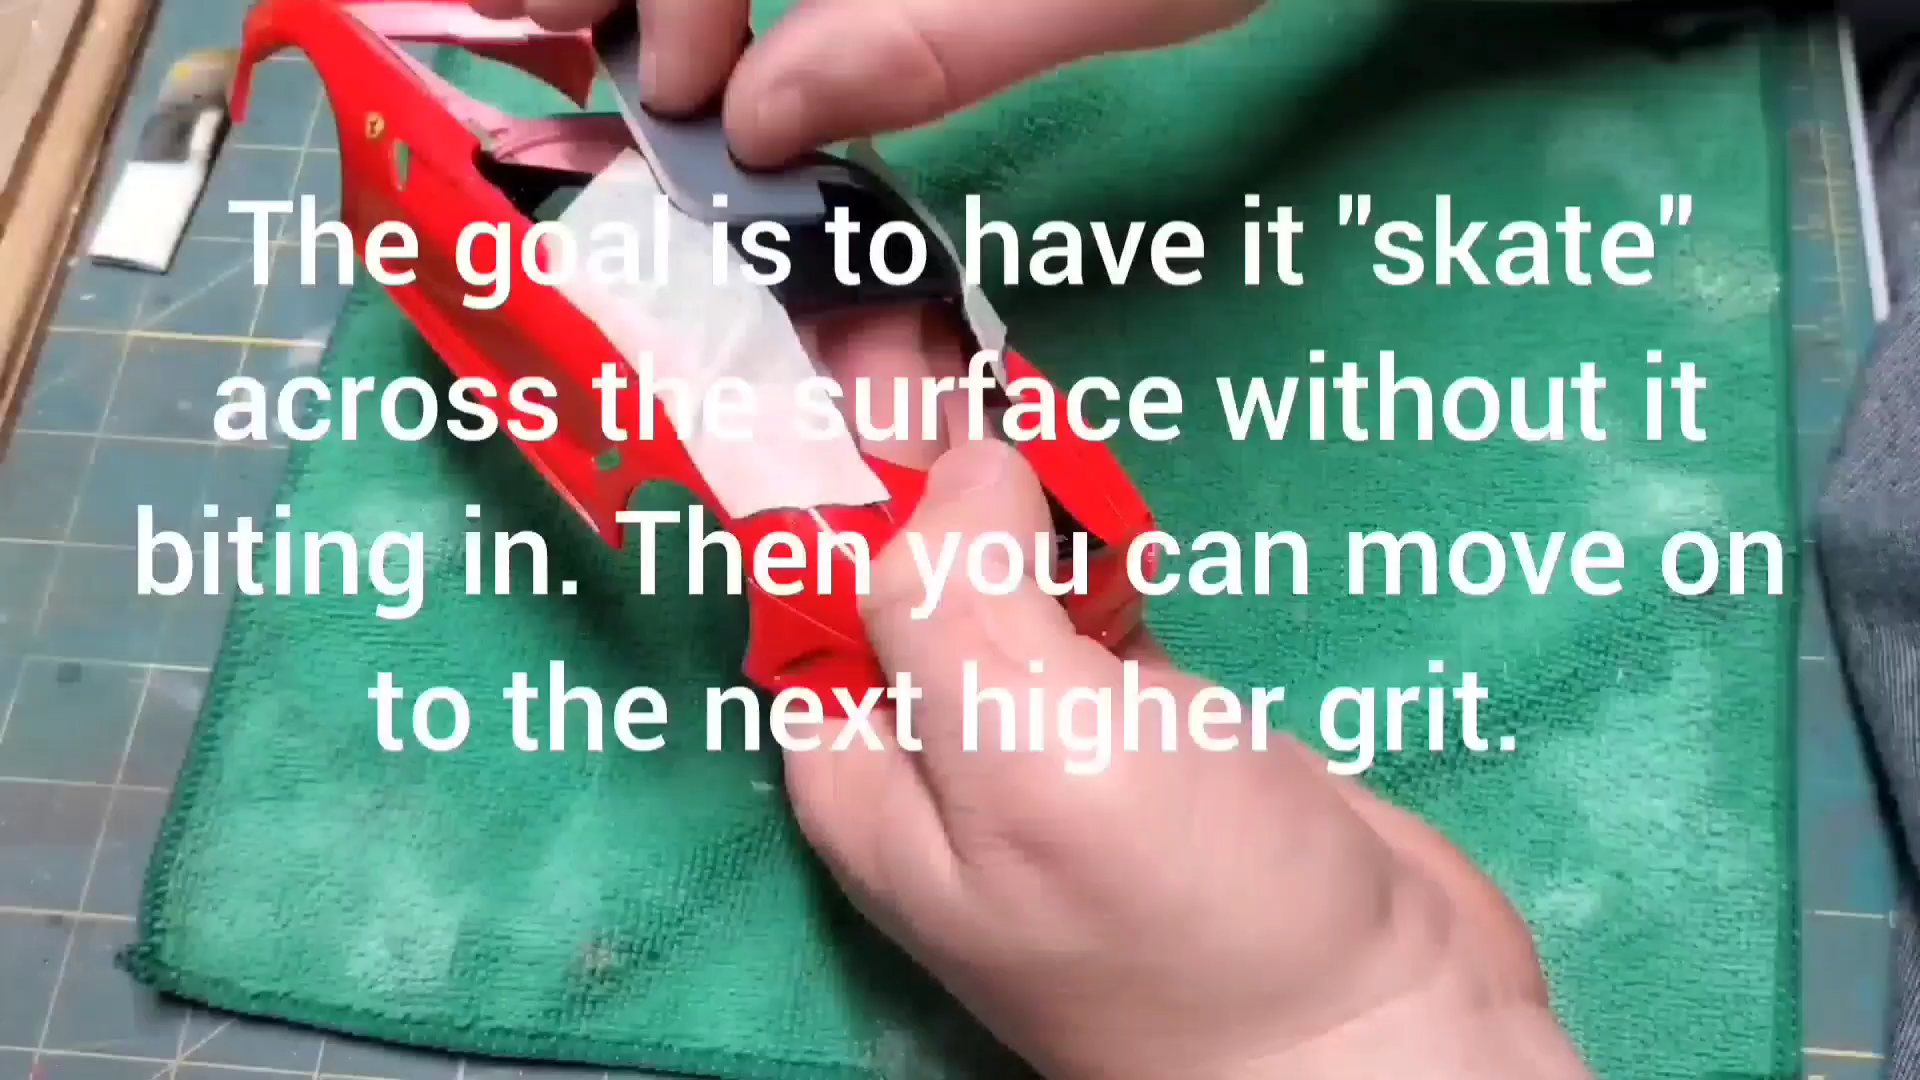 The goal is to have it "skate"
across the surface without it
biting in. Then you can move on
to the next higher grit.